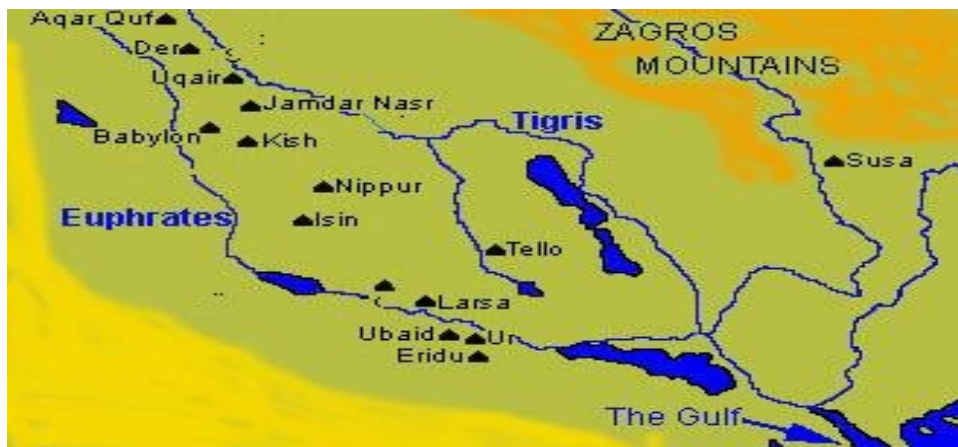 Aqar Quf
ZAGROS
MOUNTAINS
Der
Uqair
Jamdar Nasr
Tigris
Babylon
Kish
Susa
Nippur
Euphrates
Isin
Tello
Larsa
Ubaid
Ur
Eridu
The Gulf